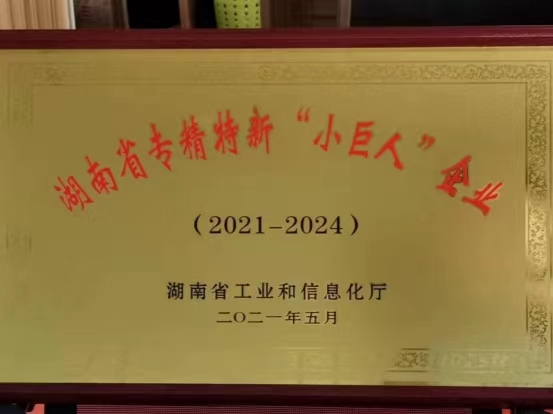 湖南省专精特新“小巨人”企业
（2021-2024）
湖南省工业和信息化厅
二〇二一年五月